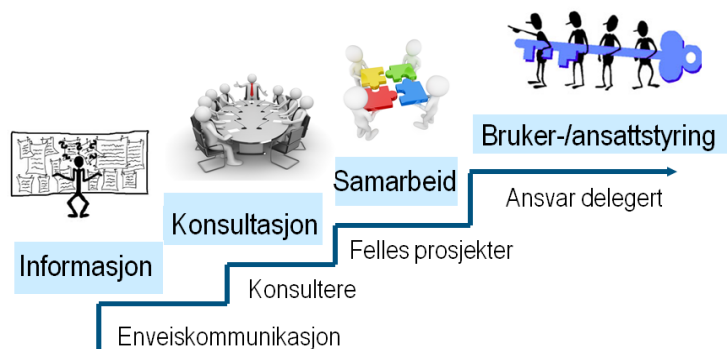 Informasjon
Enveiskommunikasjon
Konsultasjon
Konsultere
Samarbeid
Felles prosjekter
Bruker-/ansattstyring
Ansvar delegert